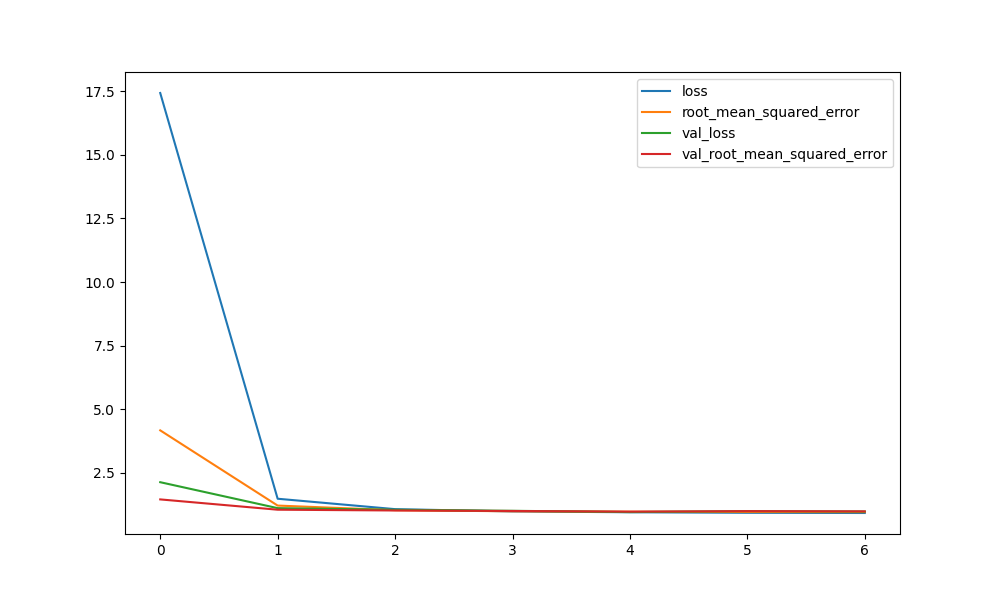 17.5
15.0
12.5
10.0
7.5
5.0
2.5
0 1 2 3 4 5 6
loss
root_mean_squared_error
val_loss
val_root_mean_squared_error